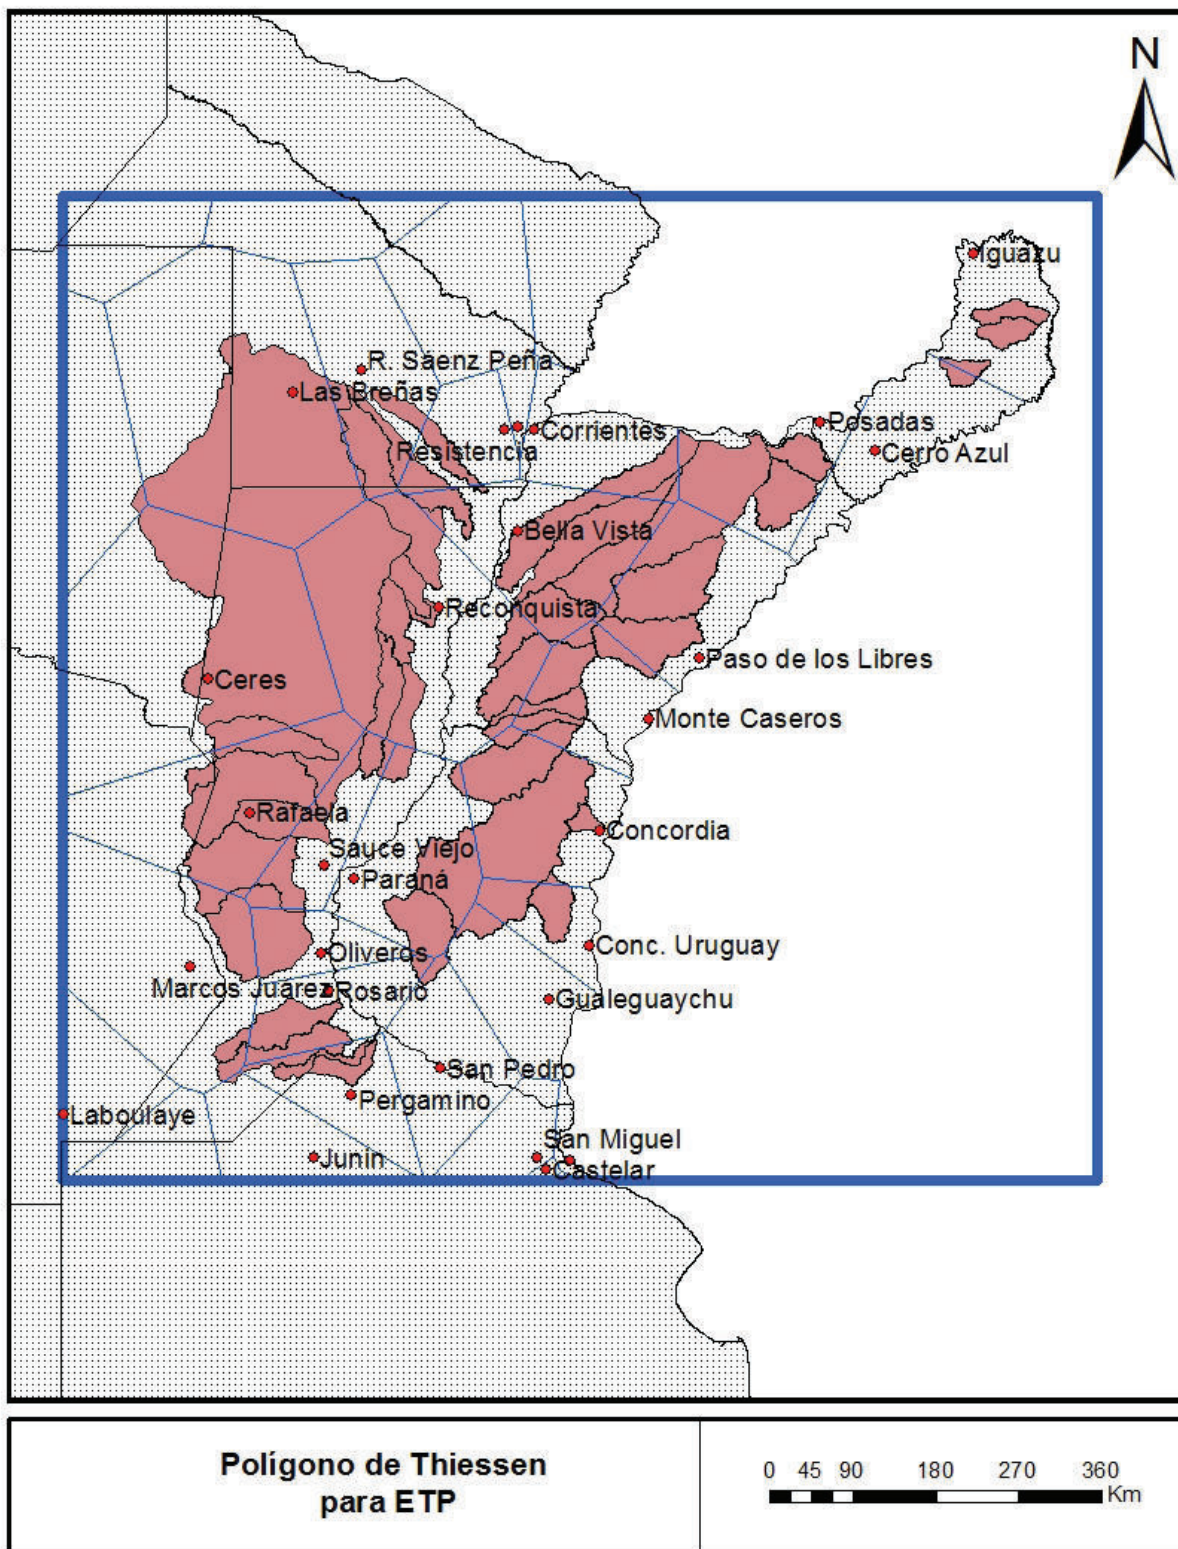 N
Iguazu
R. Saenz Peña
Las Breñas
Posadas
Corrientes
Resistencia
Cerro Azul
Bella Vista
Reconquista
Paso de los Libres
Ceres
Monte Caseros
Rafaela
Concordia
Sauce Viejo
Paraná
Conc. Uruguay
Oliveros
Marcos Juarez
Rosario
Gualeguaychu
San Pedro
Pergamino
Laboulaye
San Miguel
Junin
Castelar
Polígono de Thiessen
para ETP
0 45 90 180 270 360
Km